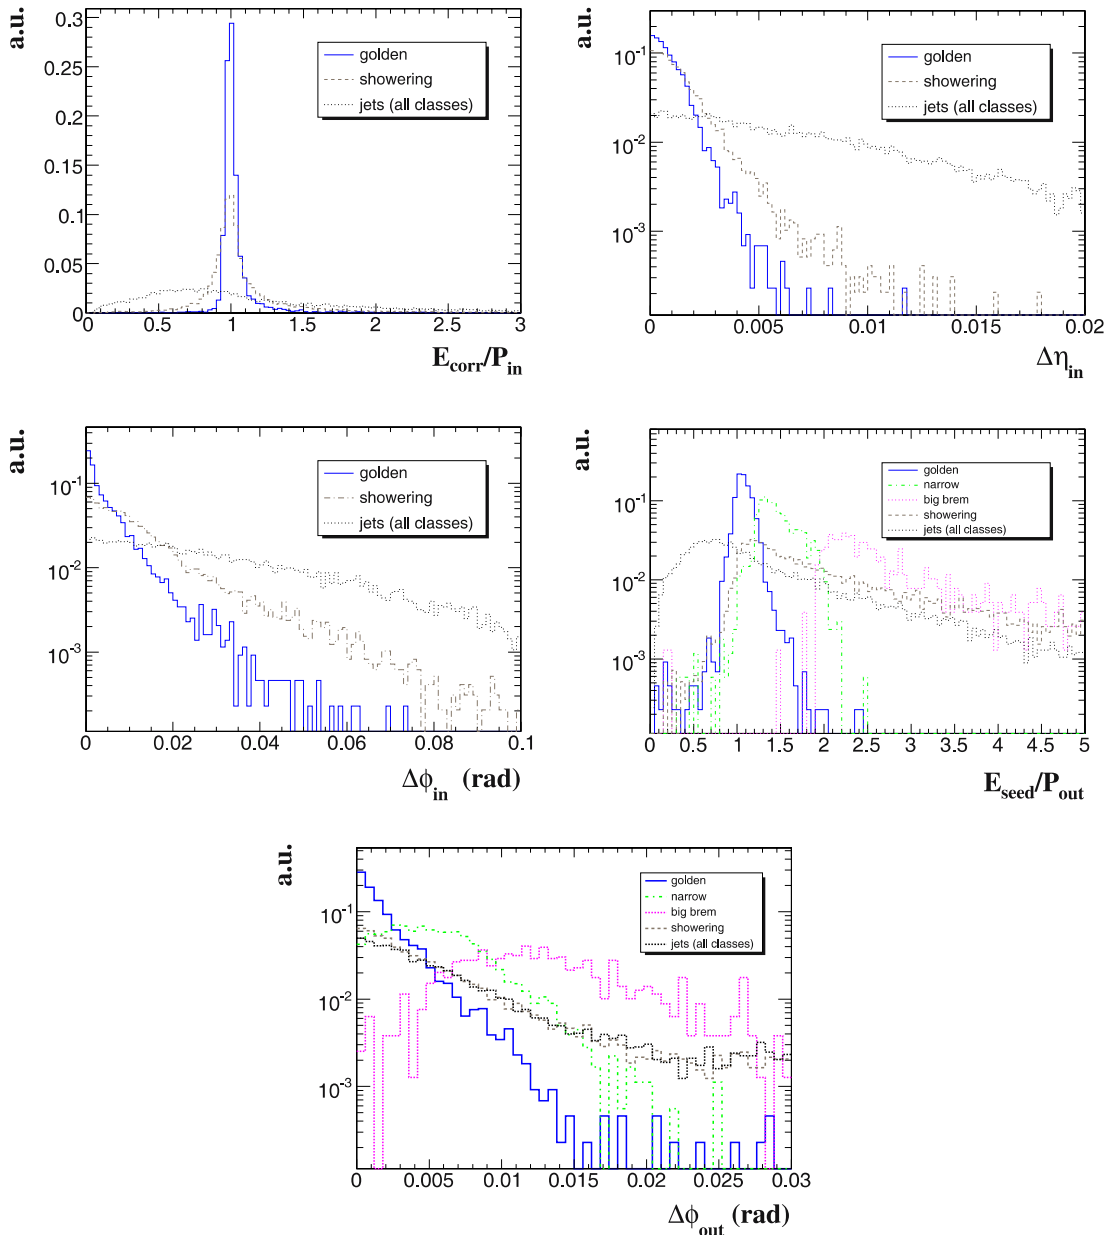 a.u.
0.3
0.25
0.2
0.15
0.1
0.05
0
golden
showering
jets (all classes)
0 0.5 1 1.5 2 2.5 3
E_corr/P_in
a.u.
10^-1
10^-2
10^-3
golden
showering
jets (all classes)
0 0.005 0.01 0.015 0.02
Δη_in
a.u.
10^-1
10^-2
10^-3
golden
showering
jets (all classes)
0 0.02 0.04 0.06 0.08 0.1
Δϕ_in (rad)
a.u.
10^-1
10^-2
10^-3
golden
narrow
big brem
showering
jets (all classes)
0 0.5 1 1.5 2 2.5 3 3.5 4 4.5 5
E_seed/P_out
a.u.
10^-1
10^-2
10^-3
golden
narrow
big brem
showering
jets (all classes)
0 0.005 0.01 0.015 0.02 0.025 0.03
Δϕ_out (rad)